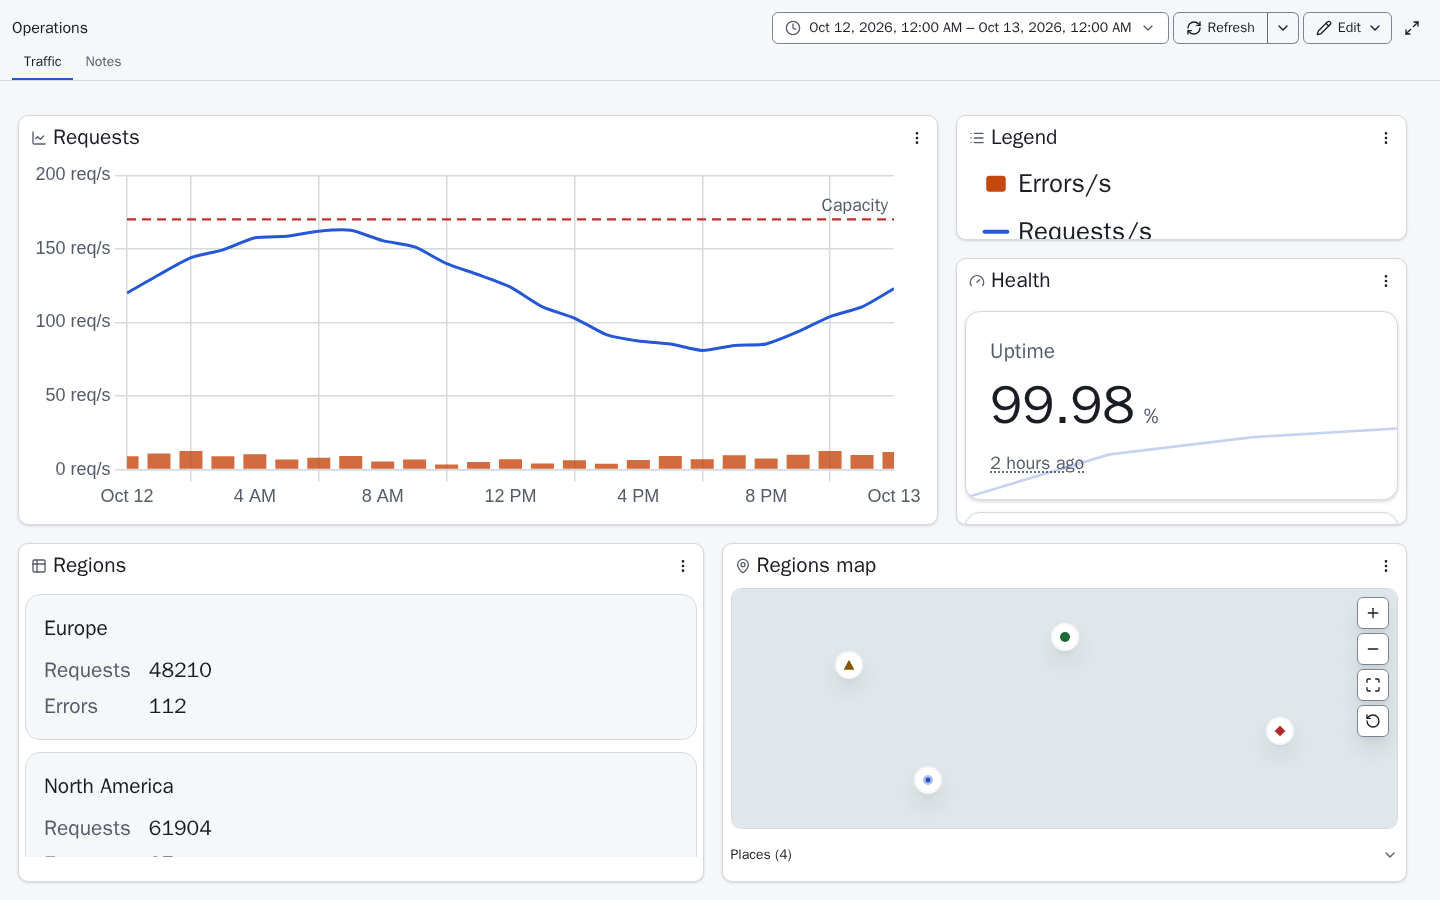 Operations
Oct 12, 2026, 12:00 AM – Oct 13, 2026, 12:00 AM
Refresh
Edit
Traffic
Notes
Requests
200 req/s
150 req/s
100 req/s
50 req/s
0 req/s
Capacity
Oct 12
4 AM
8 AM
12 PM
4 PM
8 PM
Oct 13
Legend
Errors/s
Requests/s
Health
Uptime
99.98 %
2 hours ago
Regions
Europe
Requests 48210
Errors 112
North America
Requests 61904
Regions map
Places (4)